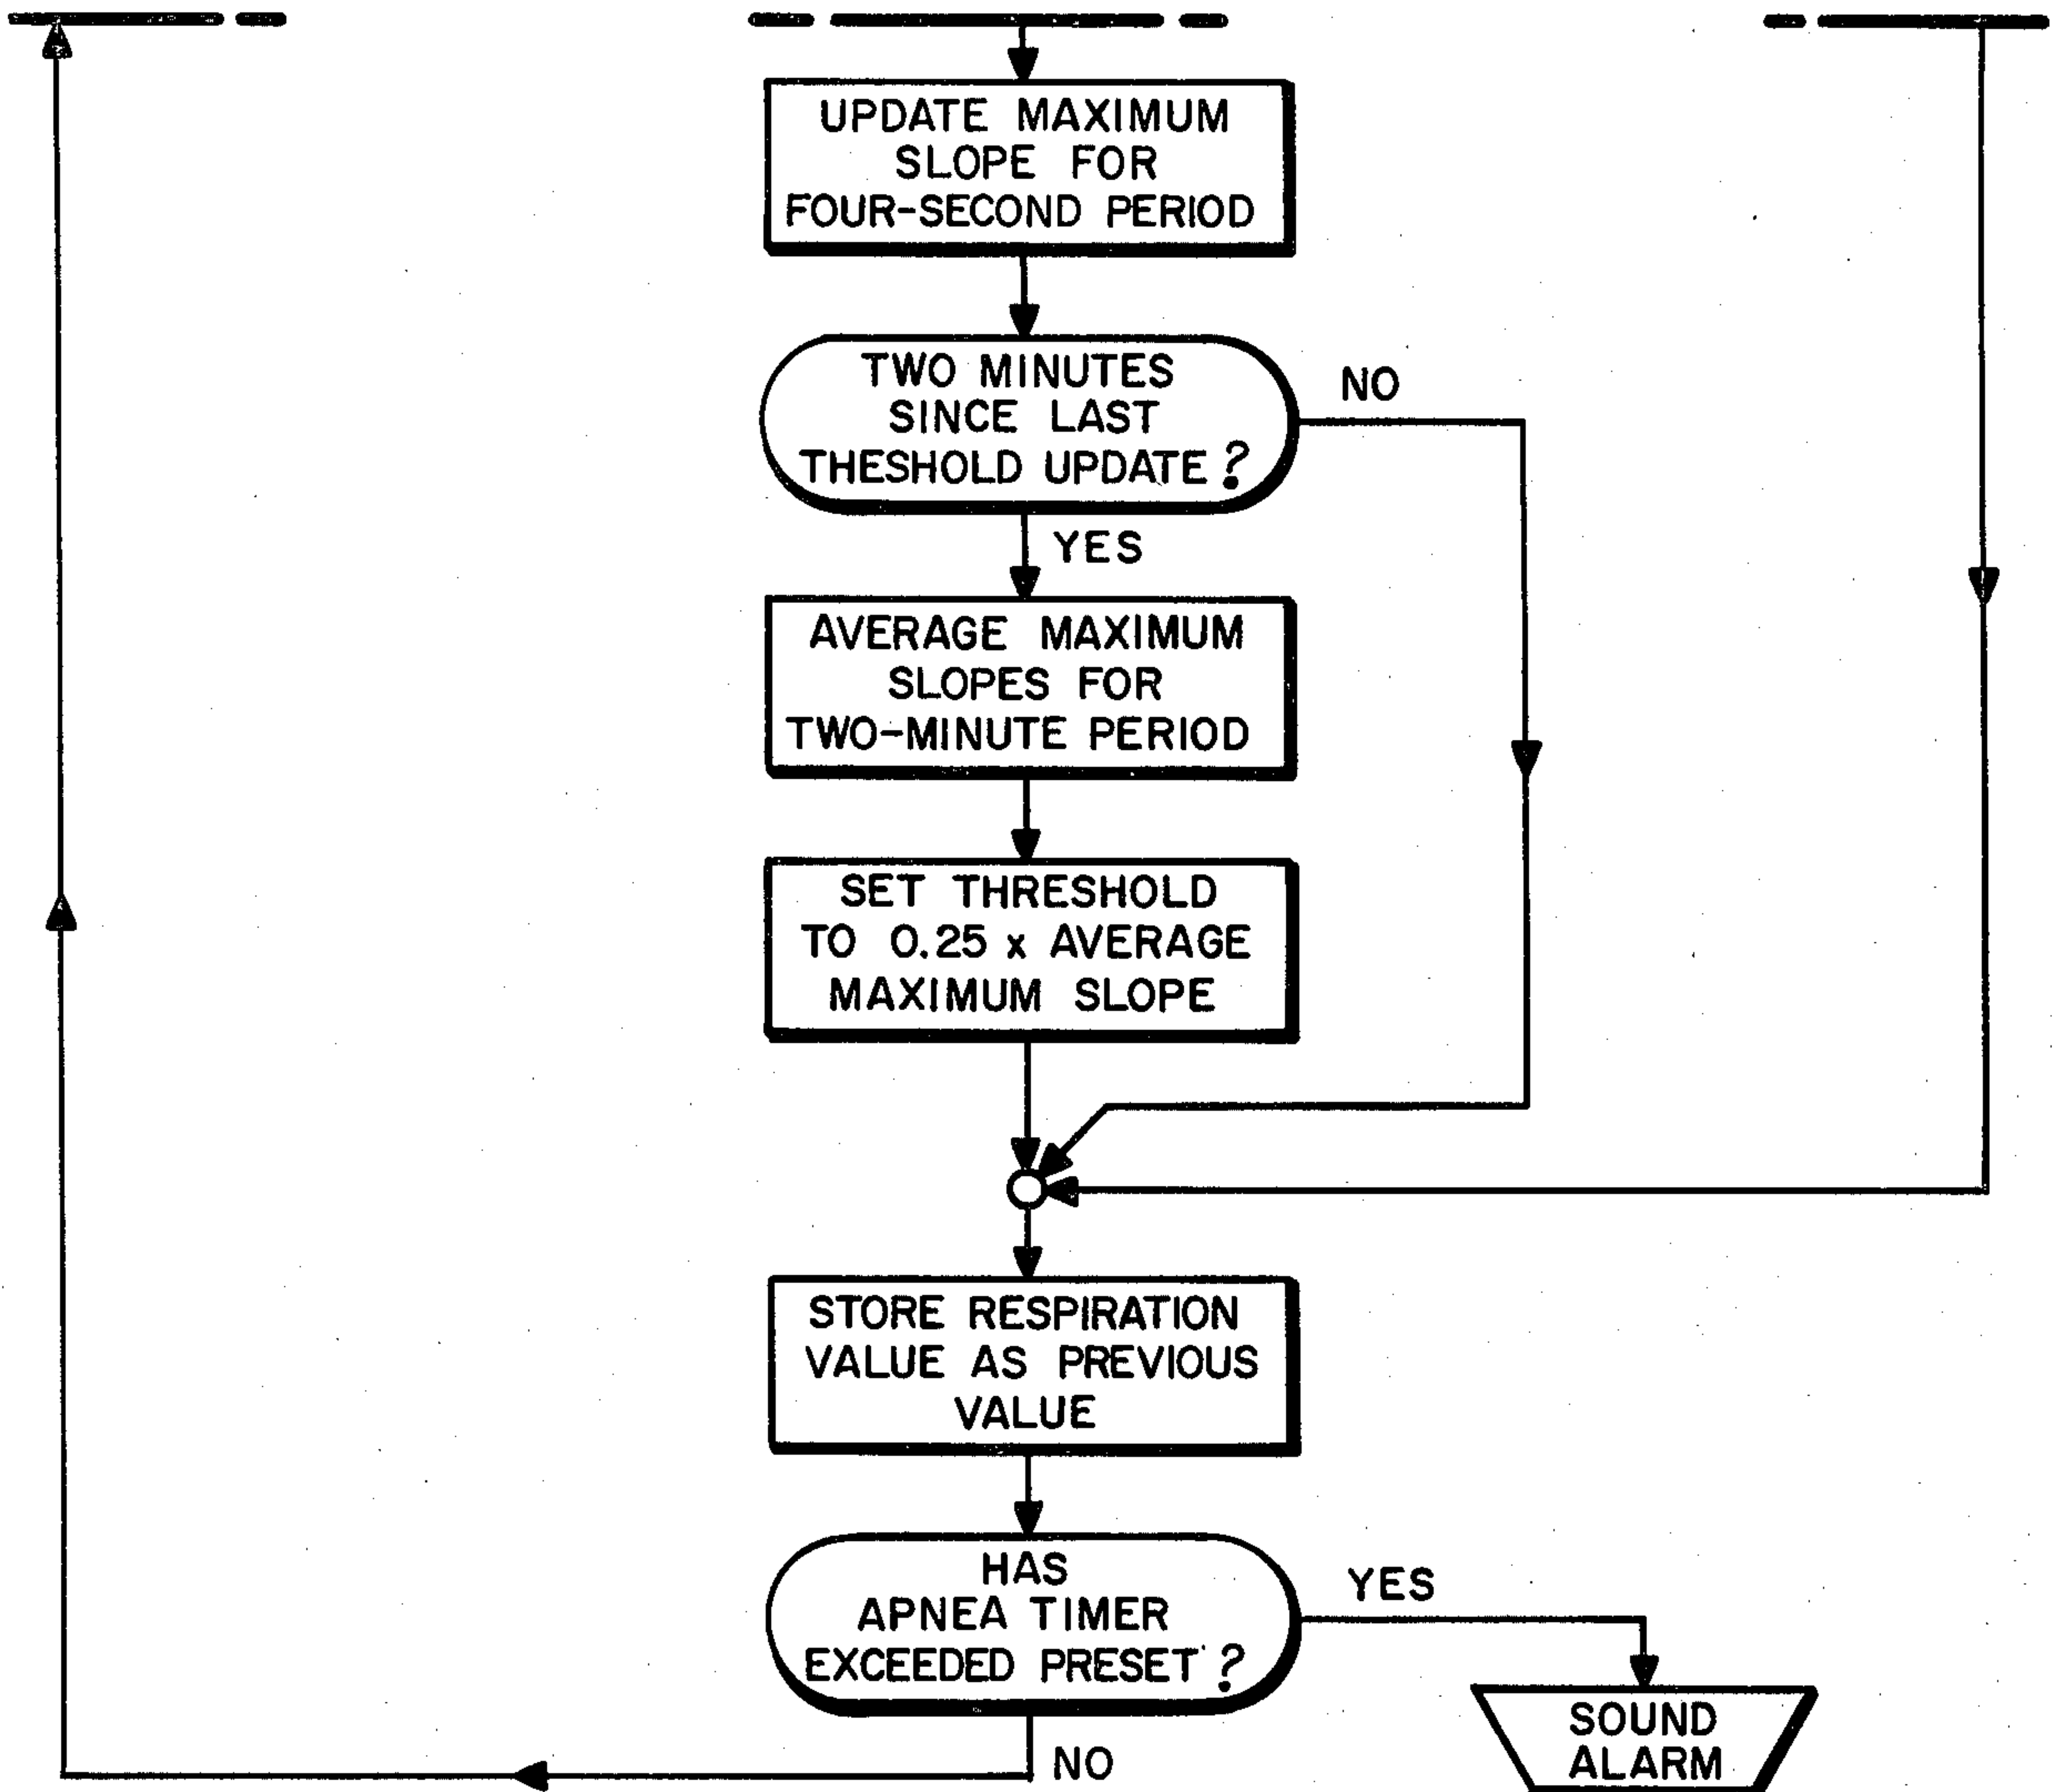 UPDATE MAXIMUM
SLOPE FOR
FOUR-SECOND PERIOD
TWO MINUTES
SINCE LAST
THESHOLD UPDATE ?
NO
YES
AVERAGE MAXIMUM
SLOPES FOR
TWO-MINUTE PERIOD
SET THRESHOLD
TO 0.25 x AVERAGE
MAXIMUM SLOPE
STORE RESPIRATION
VALUE AS PREVIOUS
VALUE
HAS
APNEA TIMER
EXCEEDED PRESET ?
YES
NO
SOUND
ALARM